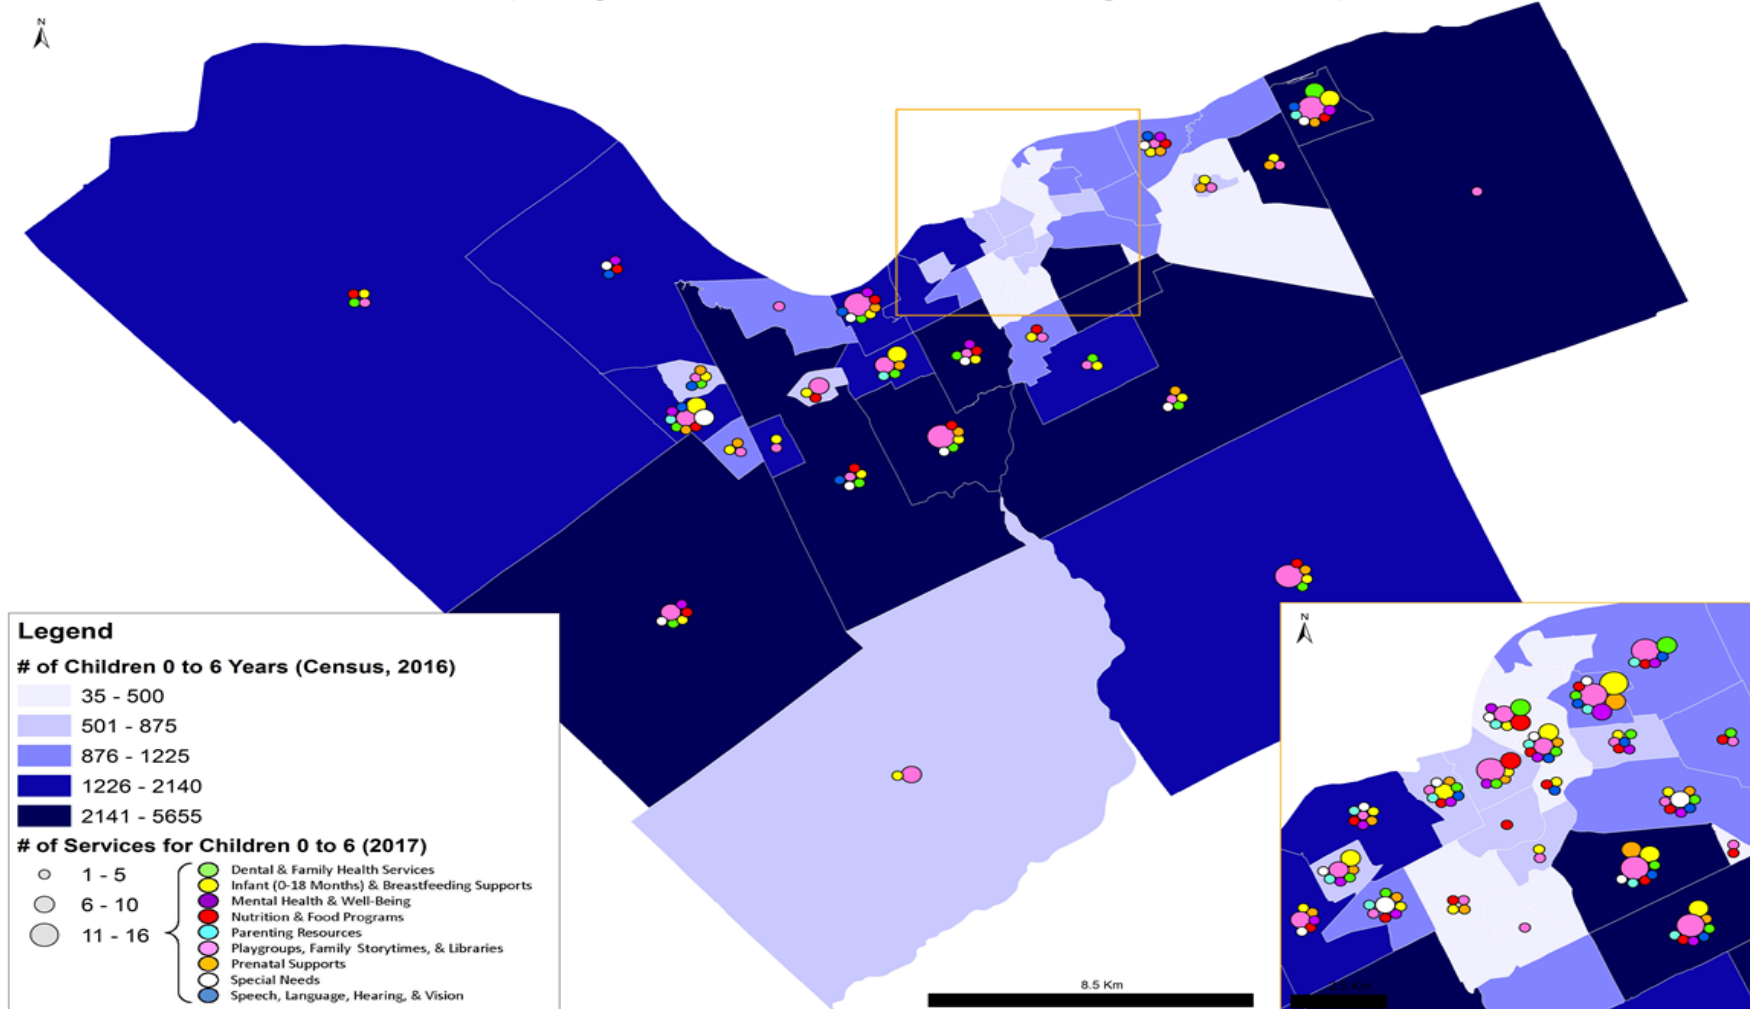 N
Legend
# of Children 0 to 6 Years (Census, 2016)
35 - 500
501 - 875
876 - 1225
1226 - 2140
2141 - 5655
# of Services for Children 0 to 6 (2017)
1 - 5
6 - 10
11 - 16
Dental & Family Health Services
Infant (0-18 Months) & Breastfeeding Supports
Mental Health & Well-Being
Nutrition & Food Programs
Parenting Resources
Playgroups, Family Storytimes, & Libraries
Prenatal Supports
Special Needs
Speech, Language, Hearing, & Vision
8.5 Km
N